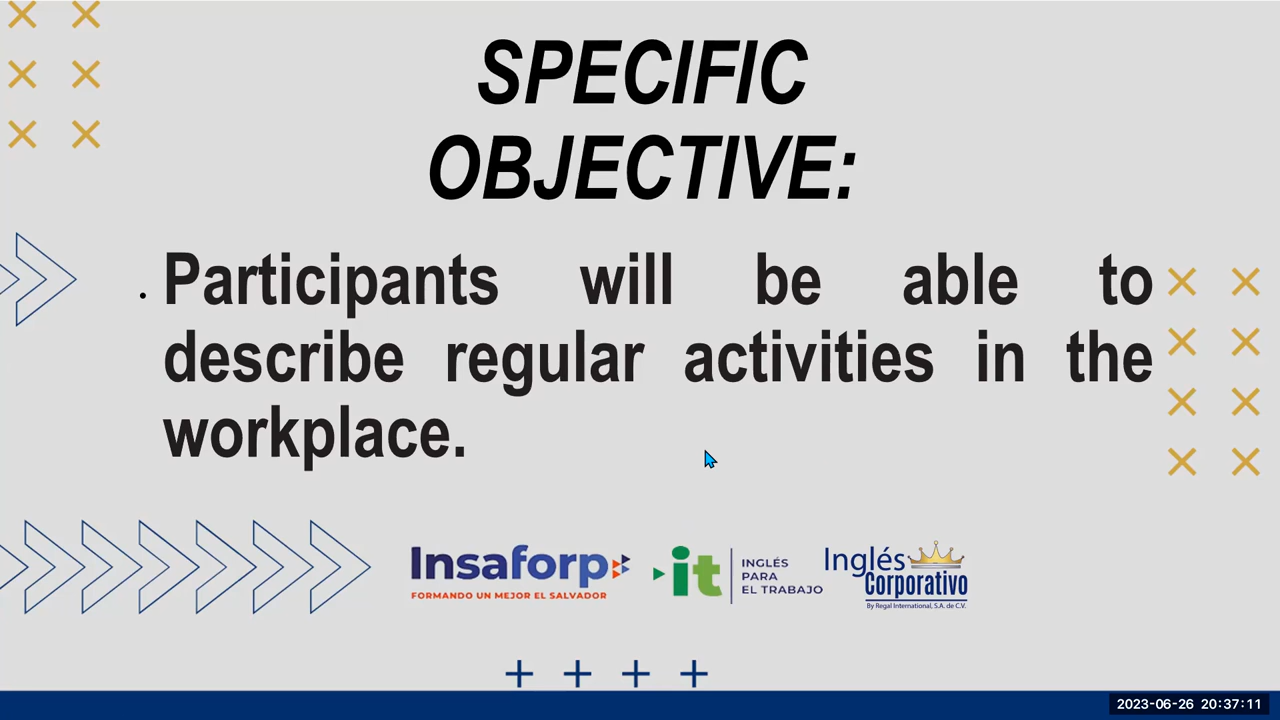 SPECIFIC
OBJECTIVE:
• Participants will be able to
describe regular activities in the
workplace.
Insaforp
FORMANDO UN MEJOR EL SALVADOR
it
INGLÉS
PARA
EL TRABAJO
Inglés
Corporativo
By Regal International, S.A. de C.V.
2023-06-26 20:37:11